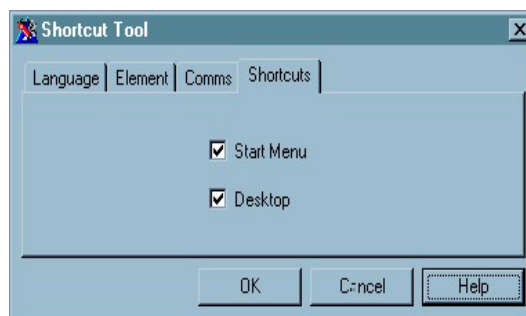 Shortcut Tool
Language Element Comms Shortcuts
Start Menu
Desktop
OK Cancel Help